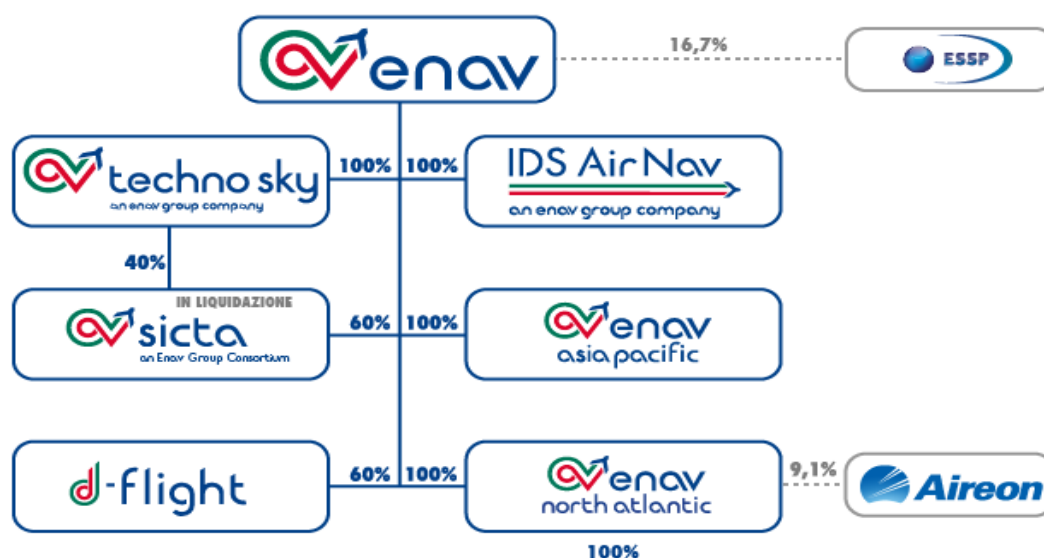 enav
16,7%
ESSP
techno sky
an enav group company
100%
100%
IDS AirNav
an enav group company
40%
IN LIQUIDAZIONE
sicta
an Enav Group Consortium
60%
100%
enav
asia pacific
d-flight
60%
100%
enav
north atlantic
9,1%
Aireon
100%